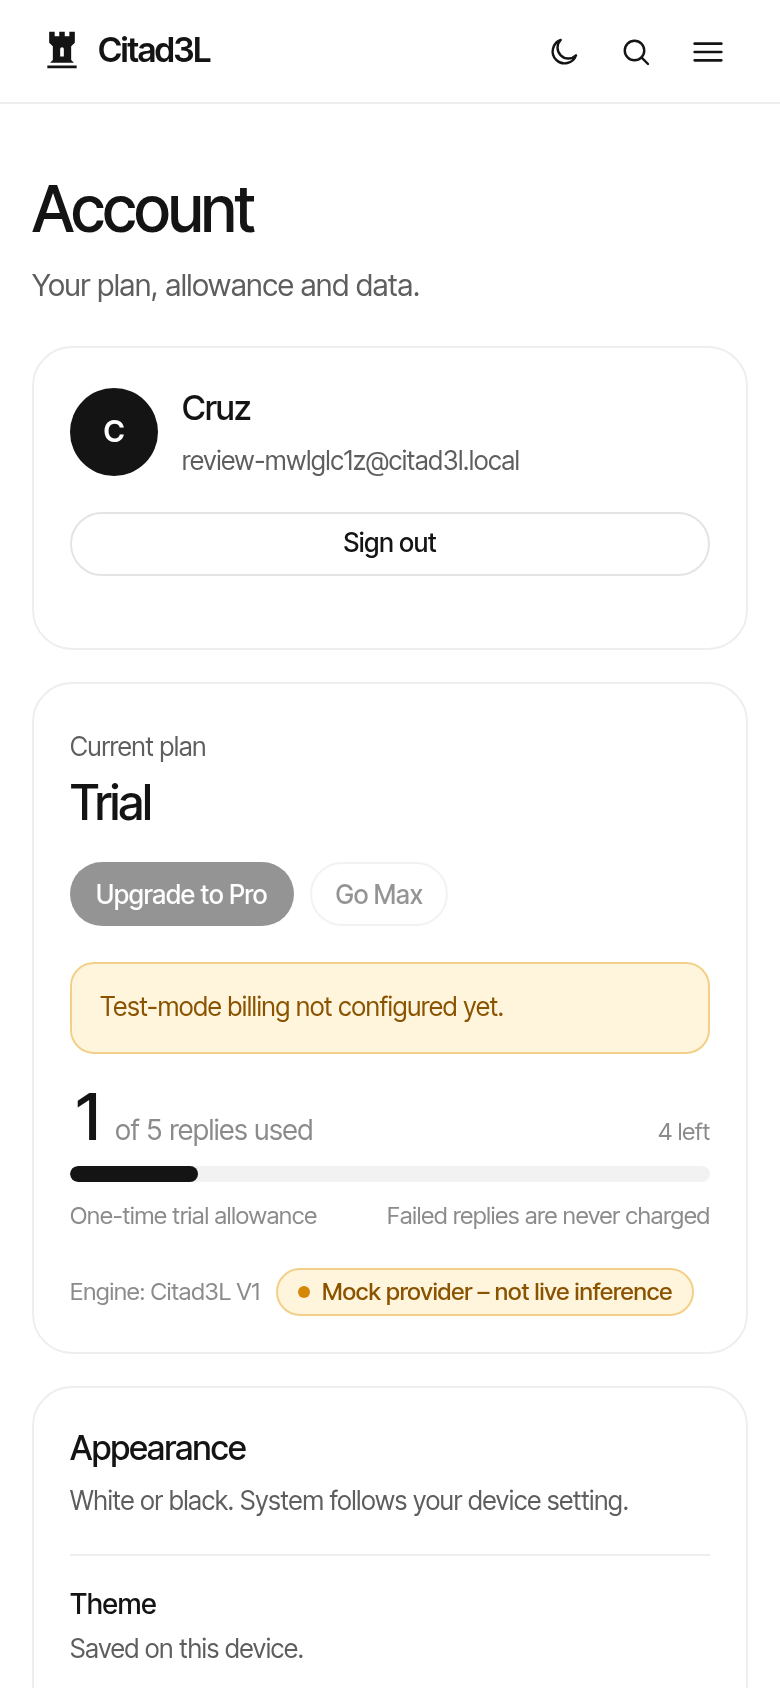 Citad3L
Account
Your plan, allowance and data.
C
Cruz
review-mwlglc1z@citad3l.local
Sign out
Current plan
Trial
Upgrade to Pro
Go Max
Test-mode billing not configured yet.
1 of 5 replies used
4 left
One-time trial allowance
Failed replies are never charged
Engine: Citad3L V1
Mock provider – not live inference
Appearance
White or black. System follows your device setting.
Theme
Saved on this device.